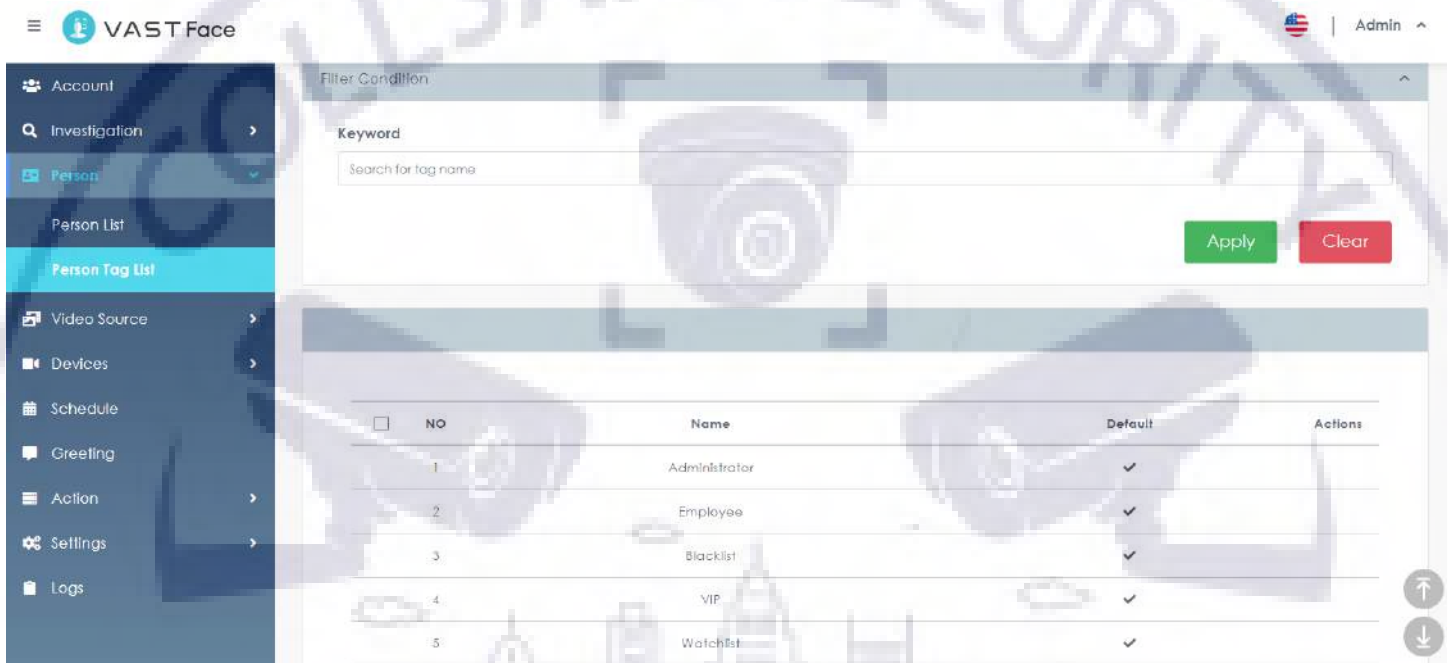 VAST Face
Admin
Account
Investigation
Person
Person List
Person Tag List
Video Source
Devices
Schedule
Greeting
Action
Settings
Logs
Filter Condition
Keyword
Search for tag name
Apply Clear
NO Name Default Actions
1 Administrator
2 Employee
3 Blacklist
4 VIP
5 Watchlist